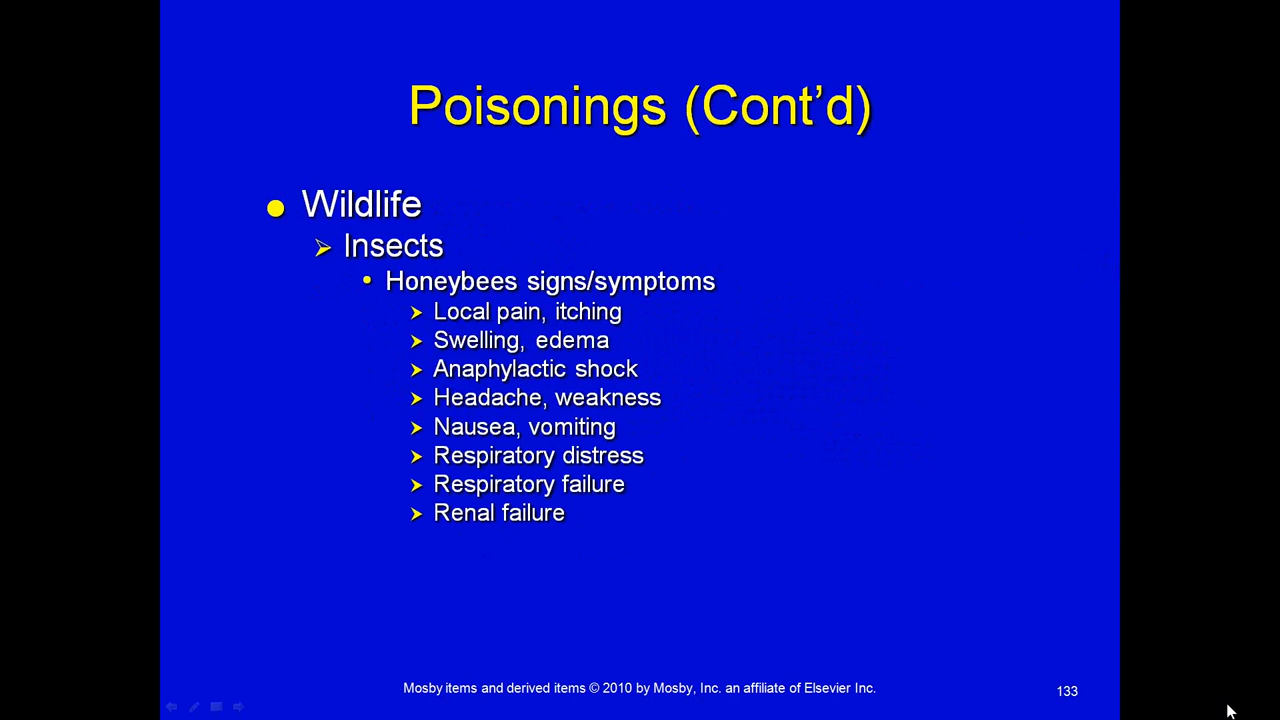 Poisonings (Cont’d)
Wildlife
Insects
Honeybees signs/symptoms
Local pain, itching
Swelling, edema
Anaphylactic shock
Headache, weakness
Nausea, vomiting
Respiratory distress
Respiratory failure
Renal failure
Mosby items and derived items © 2010 by Mosby, Inc. an affiliate of Elsevier Inc.
133